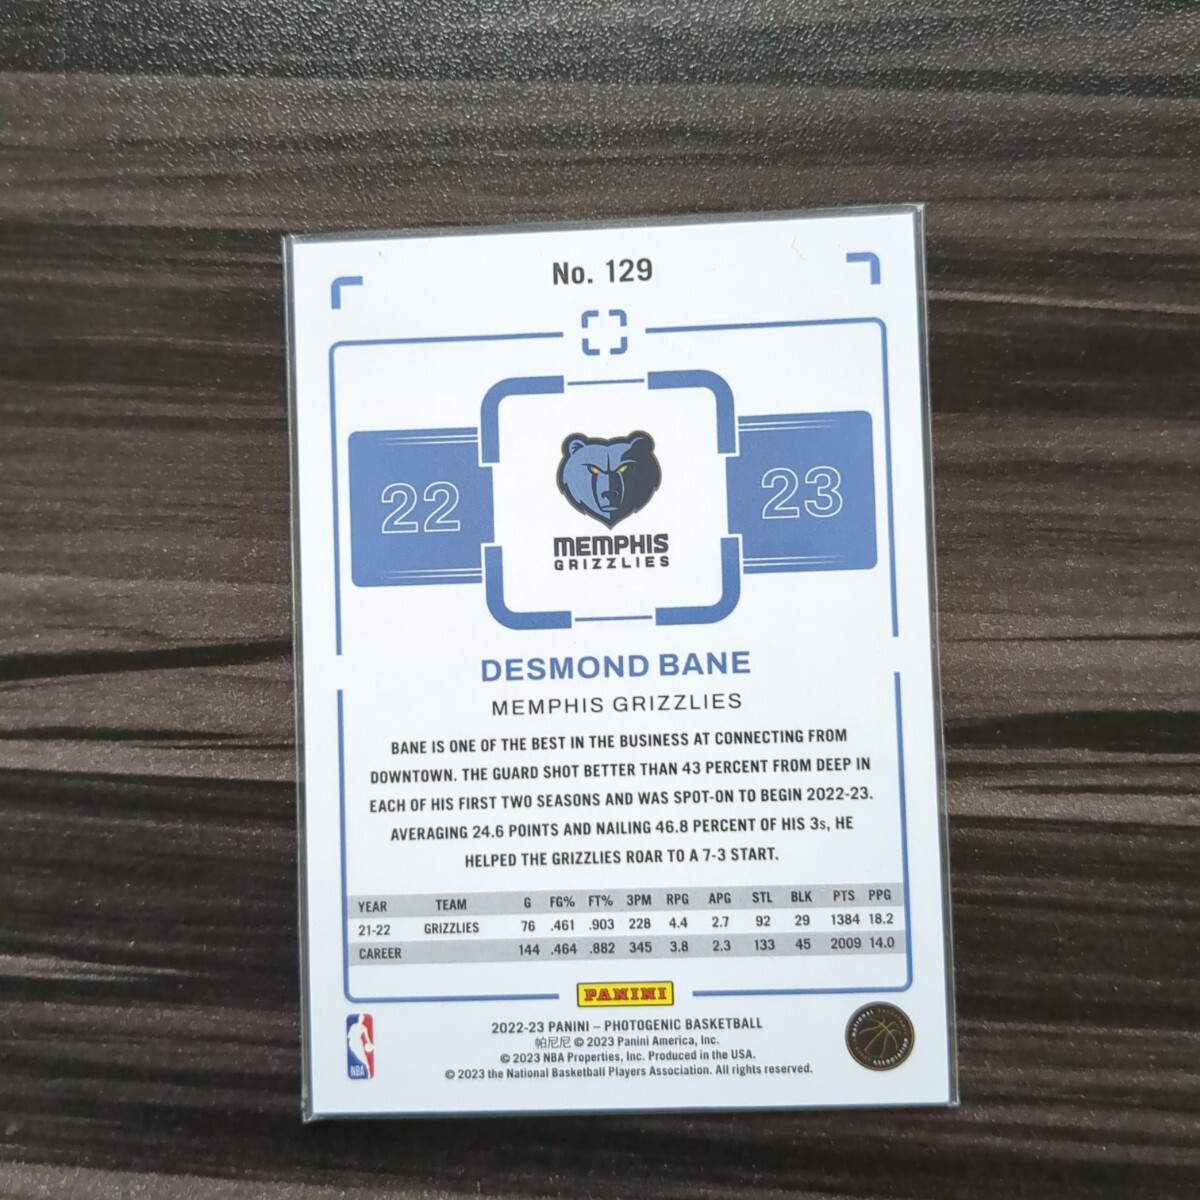 No. 129
22
23
MEMPHIS
GRIZZLIES
DESMOND BANE
MEMPHIS GRIZZLIES
BANE IS ONE OF THE BEST IN THE BUSINESS AT CONNECTING FROM
DOWNTOWN. THE GUARD SHOT BETTER THAN 43 PERCENT FROM DEEP IN
EACH OF HIS FIRST TWO SEASONS AND WAS SPOT-ON TO BEGIN 2022-23.
AVERAGING 24.6 POINTS AND NAILING 46.8 PERCENT OF HIS 3s, HE
HELPED THE GRIZZLIES ROAR TO A 7-3 START.
YEAR TEAM G FG% FT% 3PM RPG APG STL BLK PTS PPG
21-22 GRIZZLIES 76 .461 .903 228 4.4 2.7 92 29 1384 18.2
CAREER 144 .464 .882 345 3.8 2.3 133 45 2009 14.0
PANINI
2022-23 PANINI – PHOTOGENIC BASKETBALL
帕尼尼 © 2023 Panini America, Inc.
© 2023 NBA Properties, Inc. Produced in the USA.
© 2023 the National Basketball Players Association. All rights reserved.
NBA